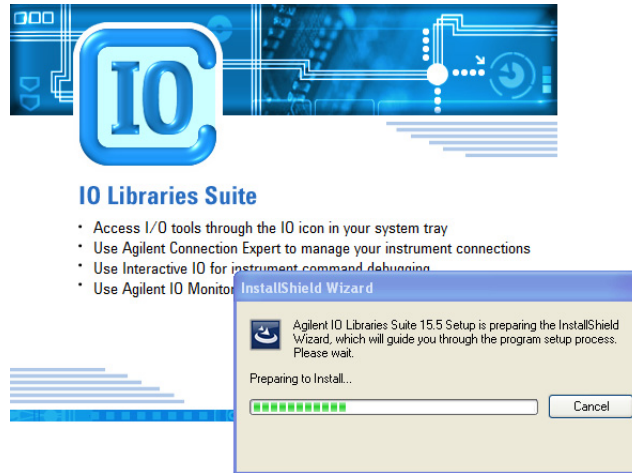 IO
IO Libraries Suite
· Access I/O tools through the IO icon in your system tray
· Use Agilent Connection Expert to manage your instrument connections
· Use Interactive IO for instrument command debugging
· Use Agilent IO Monitor
InstallShield Wizard
Agilent IO Libraries Suite 15.5 Setup is preparing the InstallShield
Wizard, which will guide you through the program setup process.
Please wait.
Preparing to Install...
Cancel